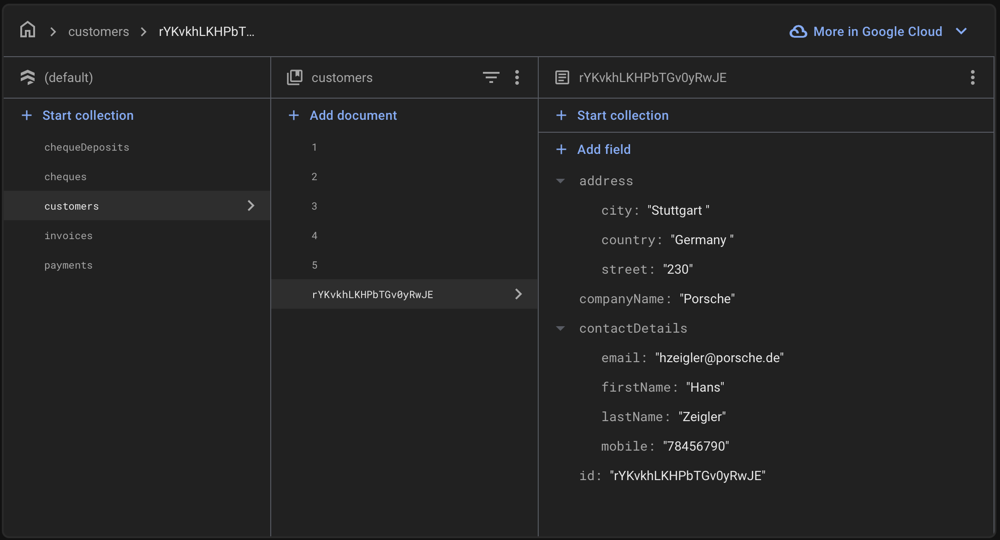 customers
rYKvkhLKHPbT...
More in Google Cloud
(default)
Start collection
chequeDeposits
cheques
customers
invoices
payments
customers
Add document
1
2
3
4
5
rYKvkhLKHPbTGv0yRwJE
rYKvkhLKHPbTGv0yRwJE
Start collection
Add field
address
city: "Stuttgart "
country: "Germany "
street: "230"
companyName: "Porsche"
contactDetails
email: "hzeigler@porsche.de"
firstName: "Hans"
lastName: "Zeigler"
mobile: "78456790"
id: "rYKvkhLKHPbTGv0yRwJE"